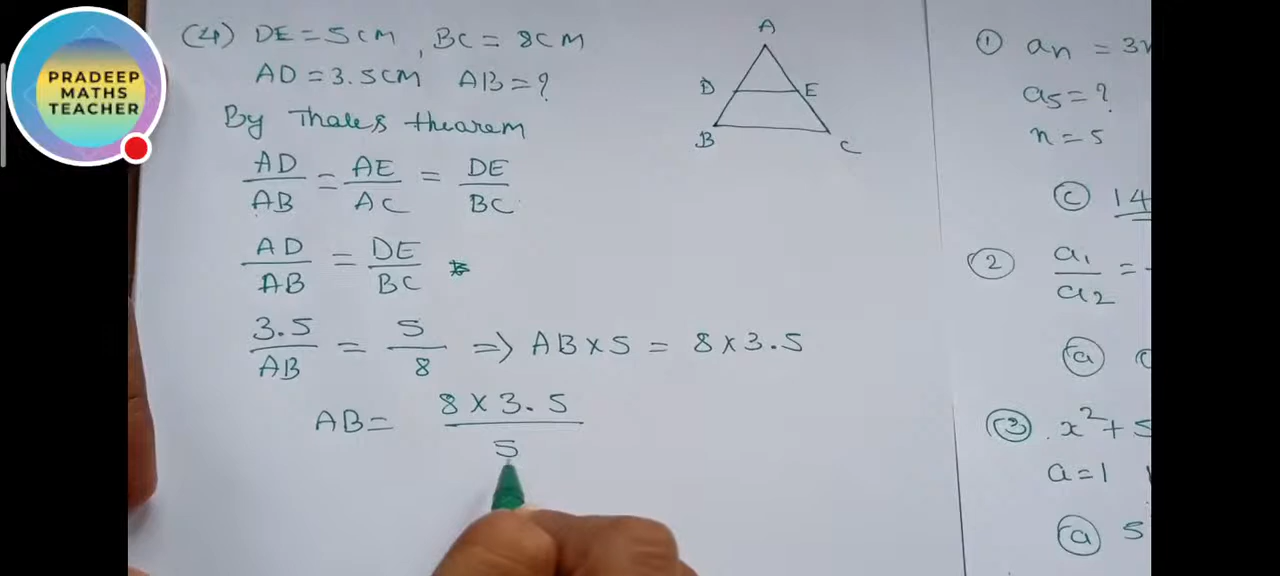 PRADEEP
MATHS
TEACHER
(4) DE = 5CM, BC = 8CM
AD = 3.5CM AB = ?
By Thales thearem
AD/AB = AE/AC = DE/BC
AD/AB = DE/BC
3.5/AB = 5/8 => AB × 5 = 8 × 3.5
AB = 8 × 3.5/5
A
D E
B C
① an = 3
a5 = ?
n = 5
ⓒ 14
② a1/a2 =
ⓐ
③ x²+ 5
a = 1
ⓐ 5